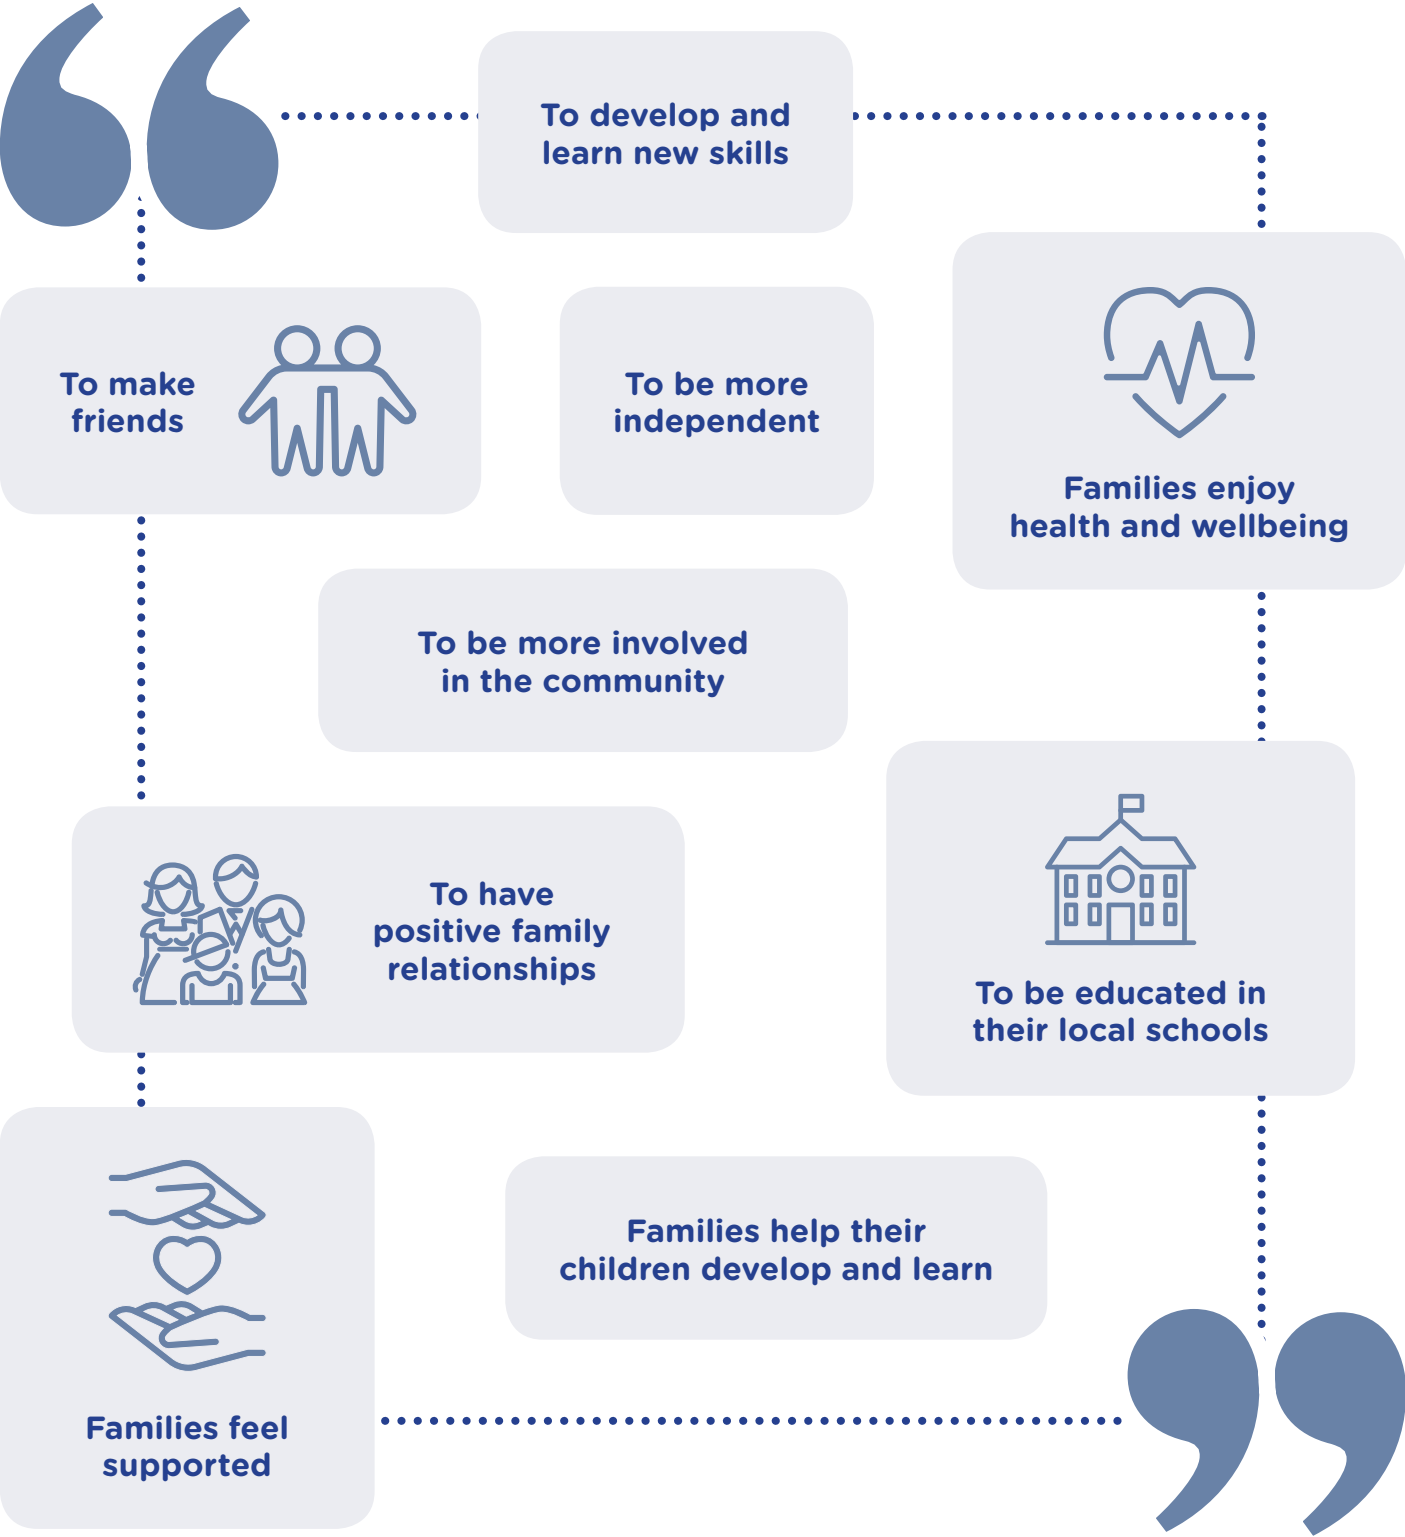 To develop and
learn new skills
To make
friends
To be more
independent
Families enjoy
health and wellbeing
To be more involved
in the community
To have
positive family
relationships
To be educated in
their local schools
Families help their
children develop and learn
Families feel
supported